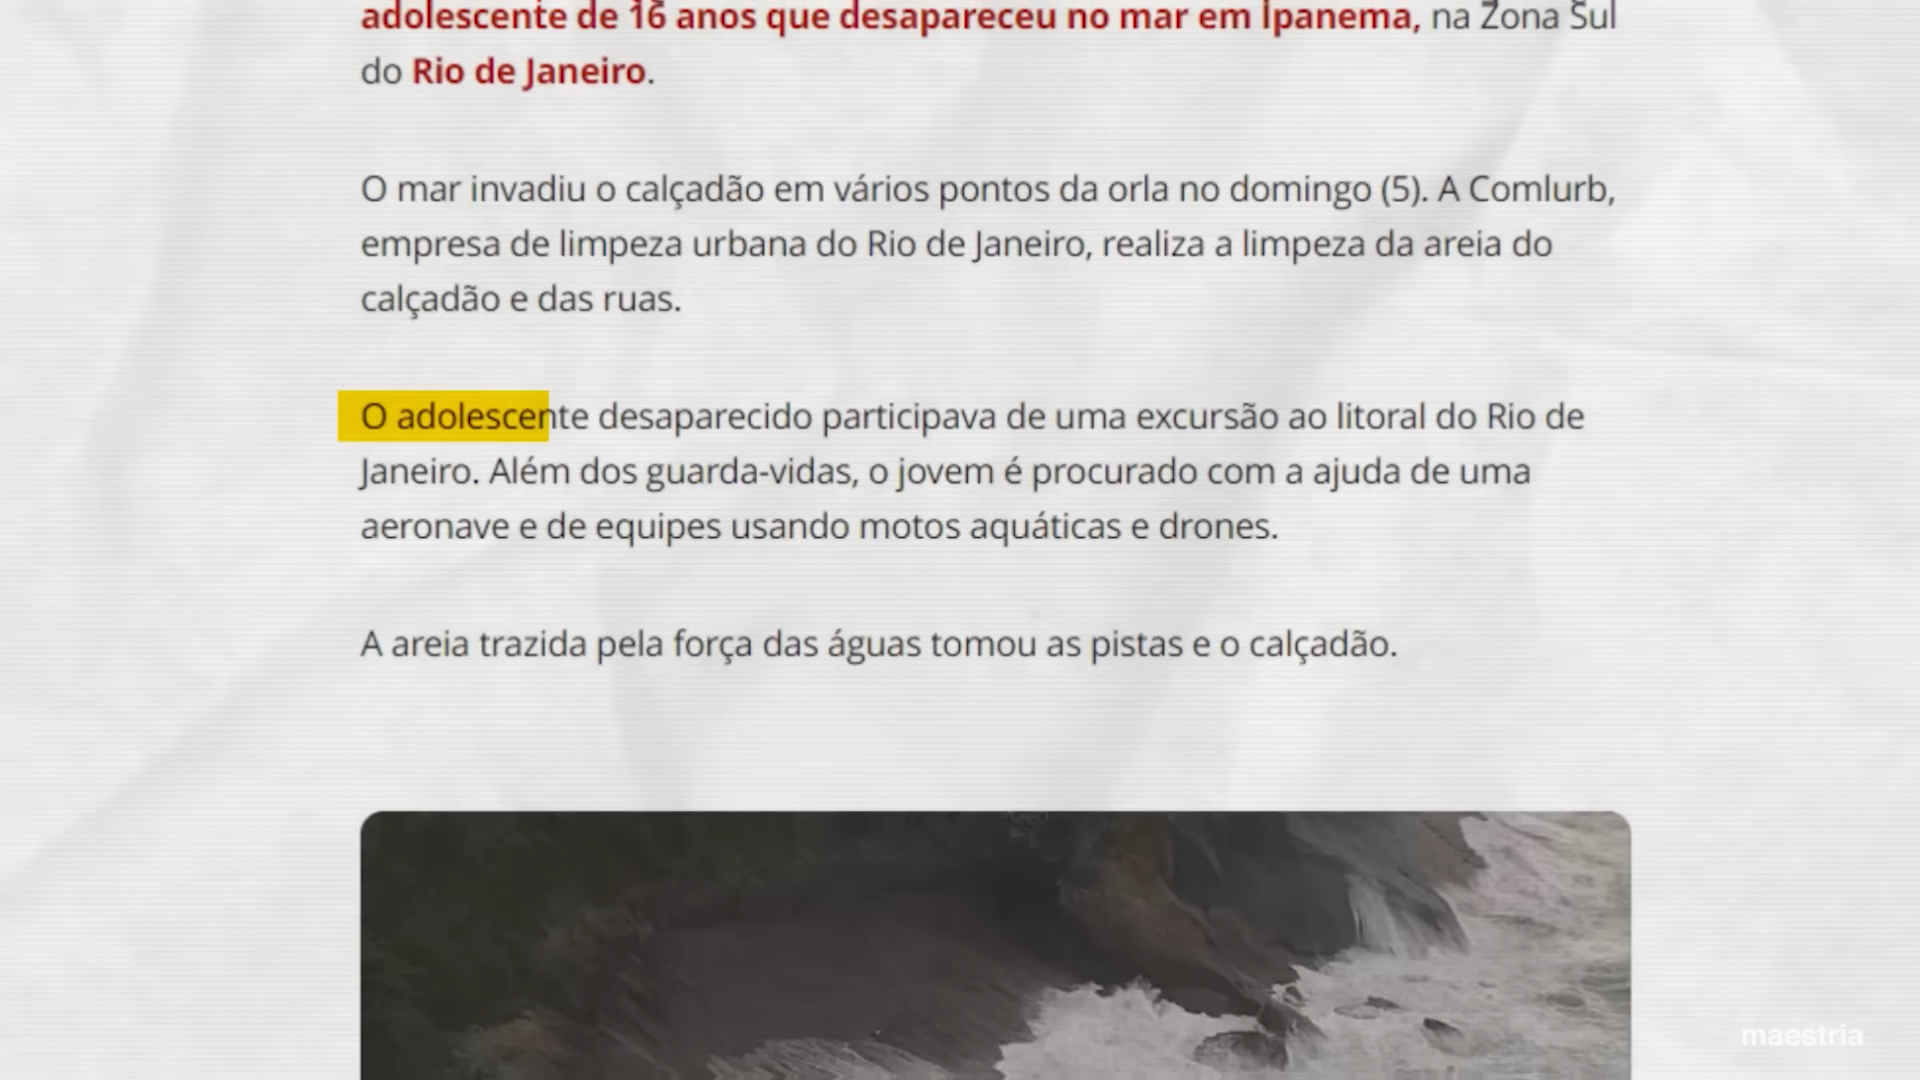 adolescente de 16 anos que desapareceu no mar em Ipanema, na Zona Sul
do Rio de Janeiro.
O mar invadiu o calçadão em vários pontos da orla no domingo (5). A Comlurb,
empresa de limpeza urbana do Rio de Janeiro, realiza a limpeza da areia do
calçadão e das ruas.
O adolescente desaparecido participava de uma excursão ao litoral do Rio de
Janeiro. Além dos guarda-vidas, o jovem é procurado com a ajuda de uma
aeronave e de equipes usando motos aquáticas e drones.
A areia trazida pela força das águas tomou as pistas e o calçadão.
maestria